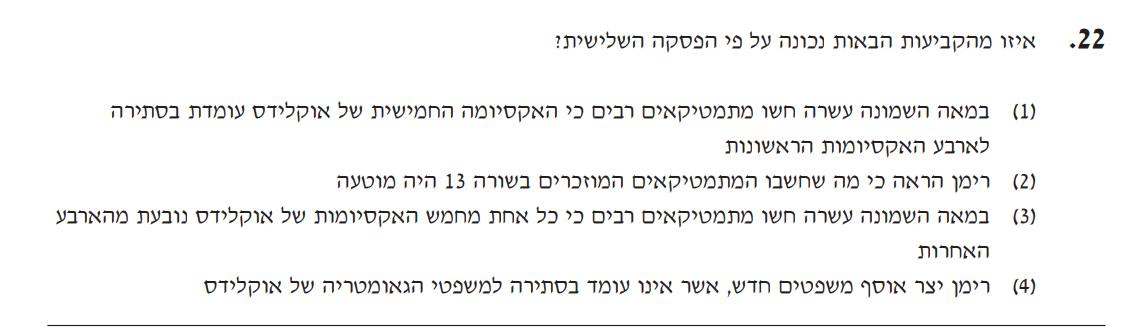 22. איזו מהקביעות הבאות נכונה על פי הפסקה השלישית?
(1) במאה השמונה עשרה חשו מתמטיקאים רבים כי האקסיומה החמישית של אוקלידס עומדת בסתירה
לארבע האקסיומות הראשונות
(2) רימן הראה כי מה שחשבו המתמטיקאים המוזכרים בשורה 13 היה מוטעה
(3) במאה השמונה עשרה חשו מתמטיקאים רבים כי כל אחת מחמש האקסיומות של אוקלידס נובעת מהארבע
האחרות
(4) רימן יצר אוסף משפטים חדש, אשר אינו עומד בסתירה למשפטי הגאומטריה של אוקלידס